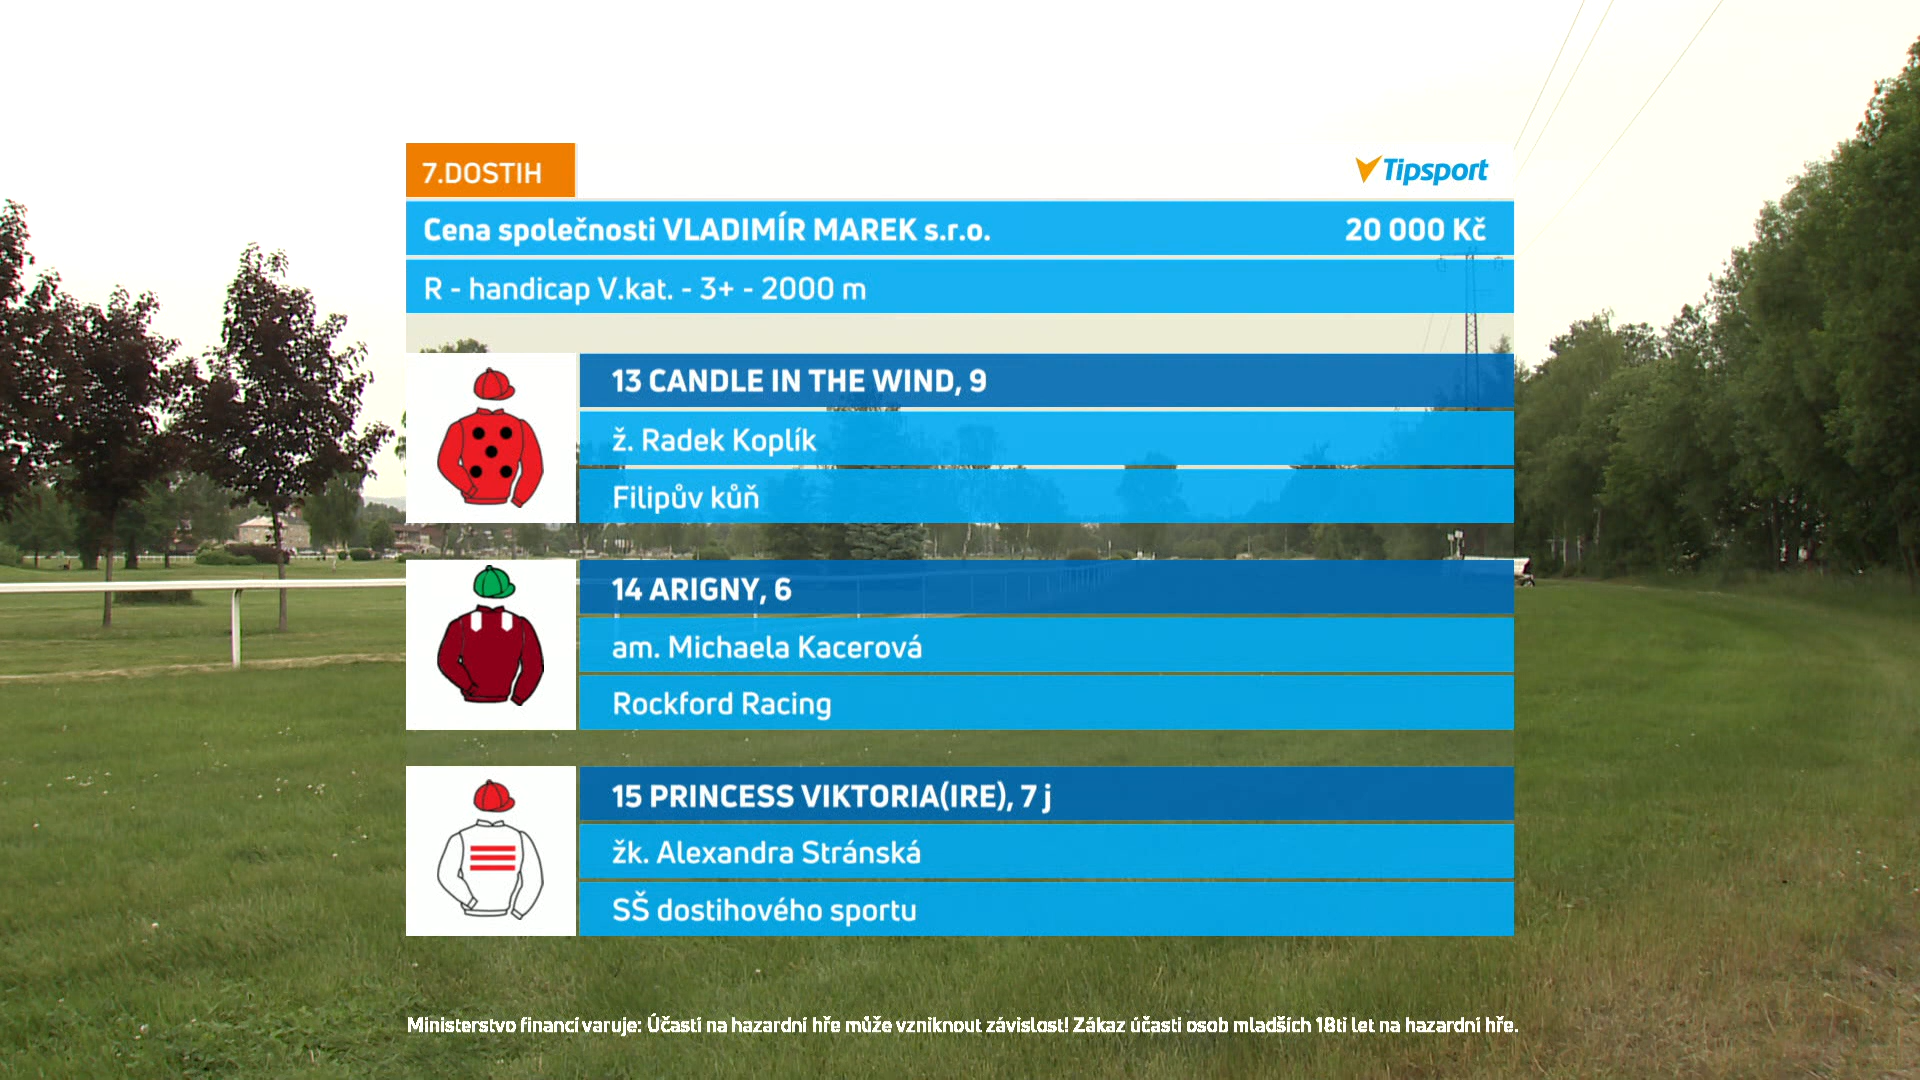 7.DOSTIH
Tipsport
Cena společnosti VLADIMÍR MAREK s.r.o. 20 000 Kč
R - handicap V.kat. - 3+ - 2000 m
13 CANDLE IN THE WIND, 9
ž. Radek Koplík
Filipův kůň
14 ARIGNY, 6
am. Michaela Kacerová
Rockford Racing
15 PRINCESS VIKTORIA(IRE), 7 j
žk. Alexandra Stránská
SŠ dostihového sportu
Ministerstvo financí varuje: Účastí na hazardní hře může vzniknout závislost! Zákaz účasti osob mladších 18ti let na hazardní hře.